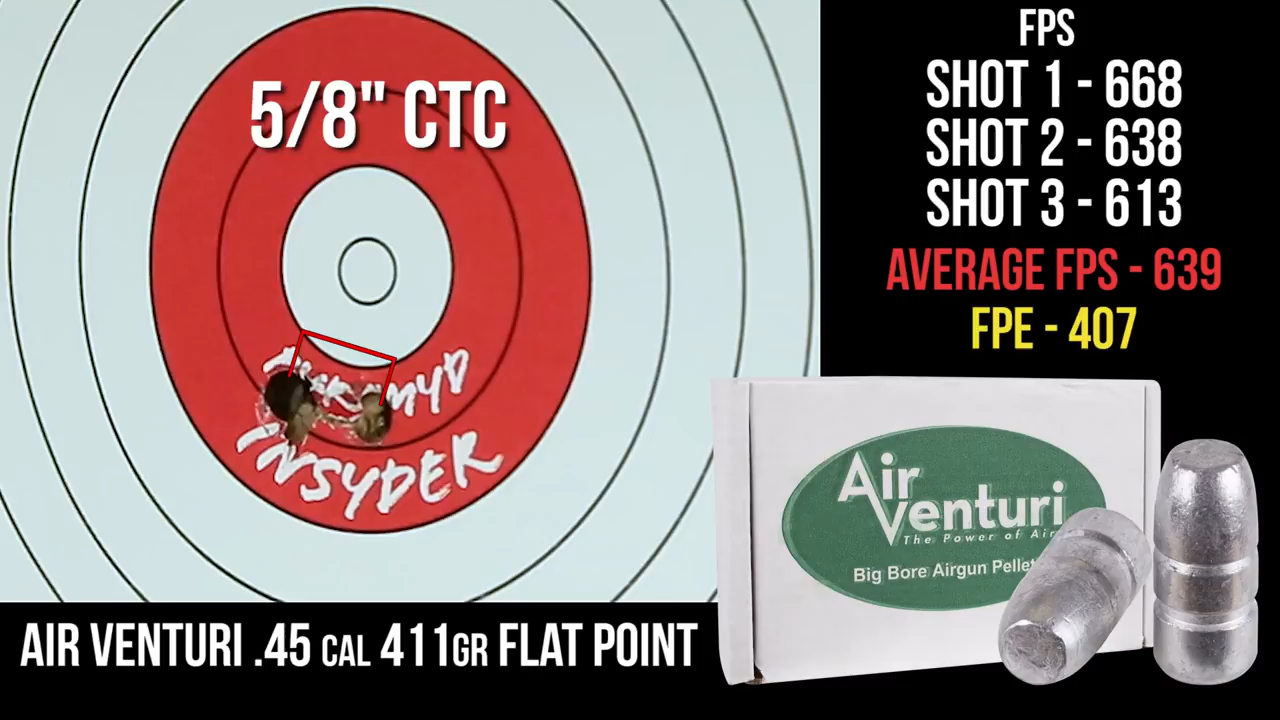 5/8" CTC
PYRAMYD
INSYDER
FPS
SHOT 1 - 668
SHOT 2 - 638
SHOT 3 - 613
AVERAGE FPS - 639
FPE - 407
Air
Venturi
The Power of Air
Big Bore Airgun Pellet
AIR VENTURI .45 CAL 411GR FLAT POINT